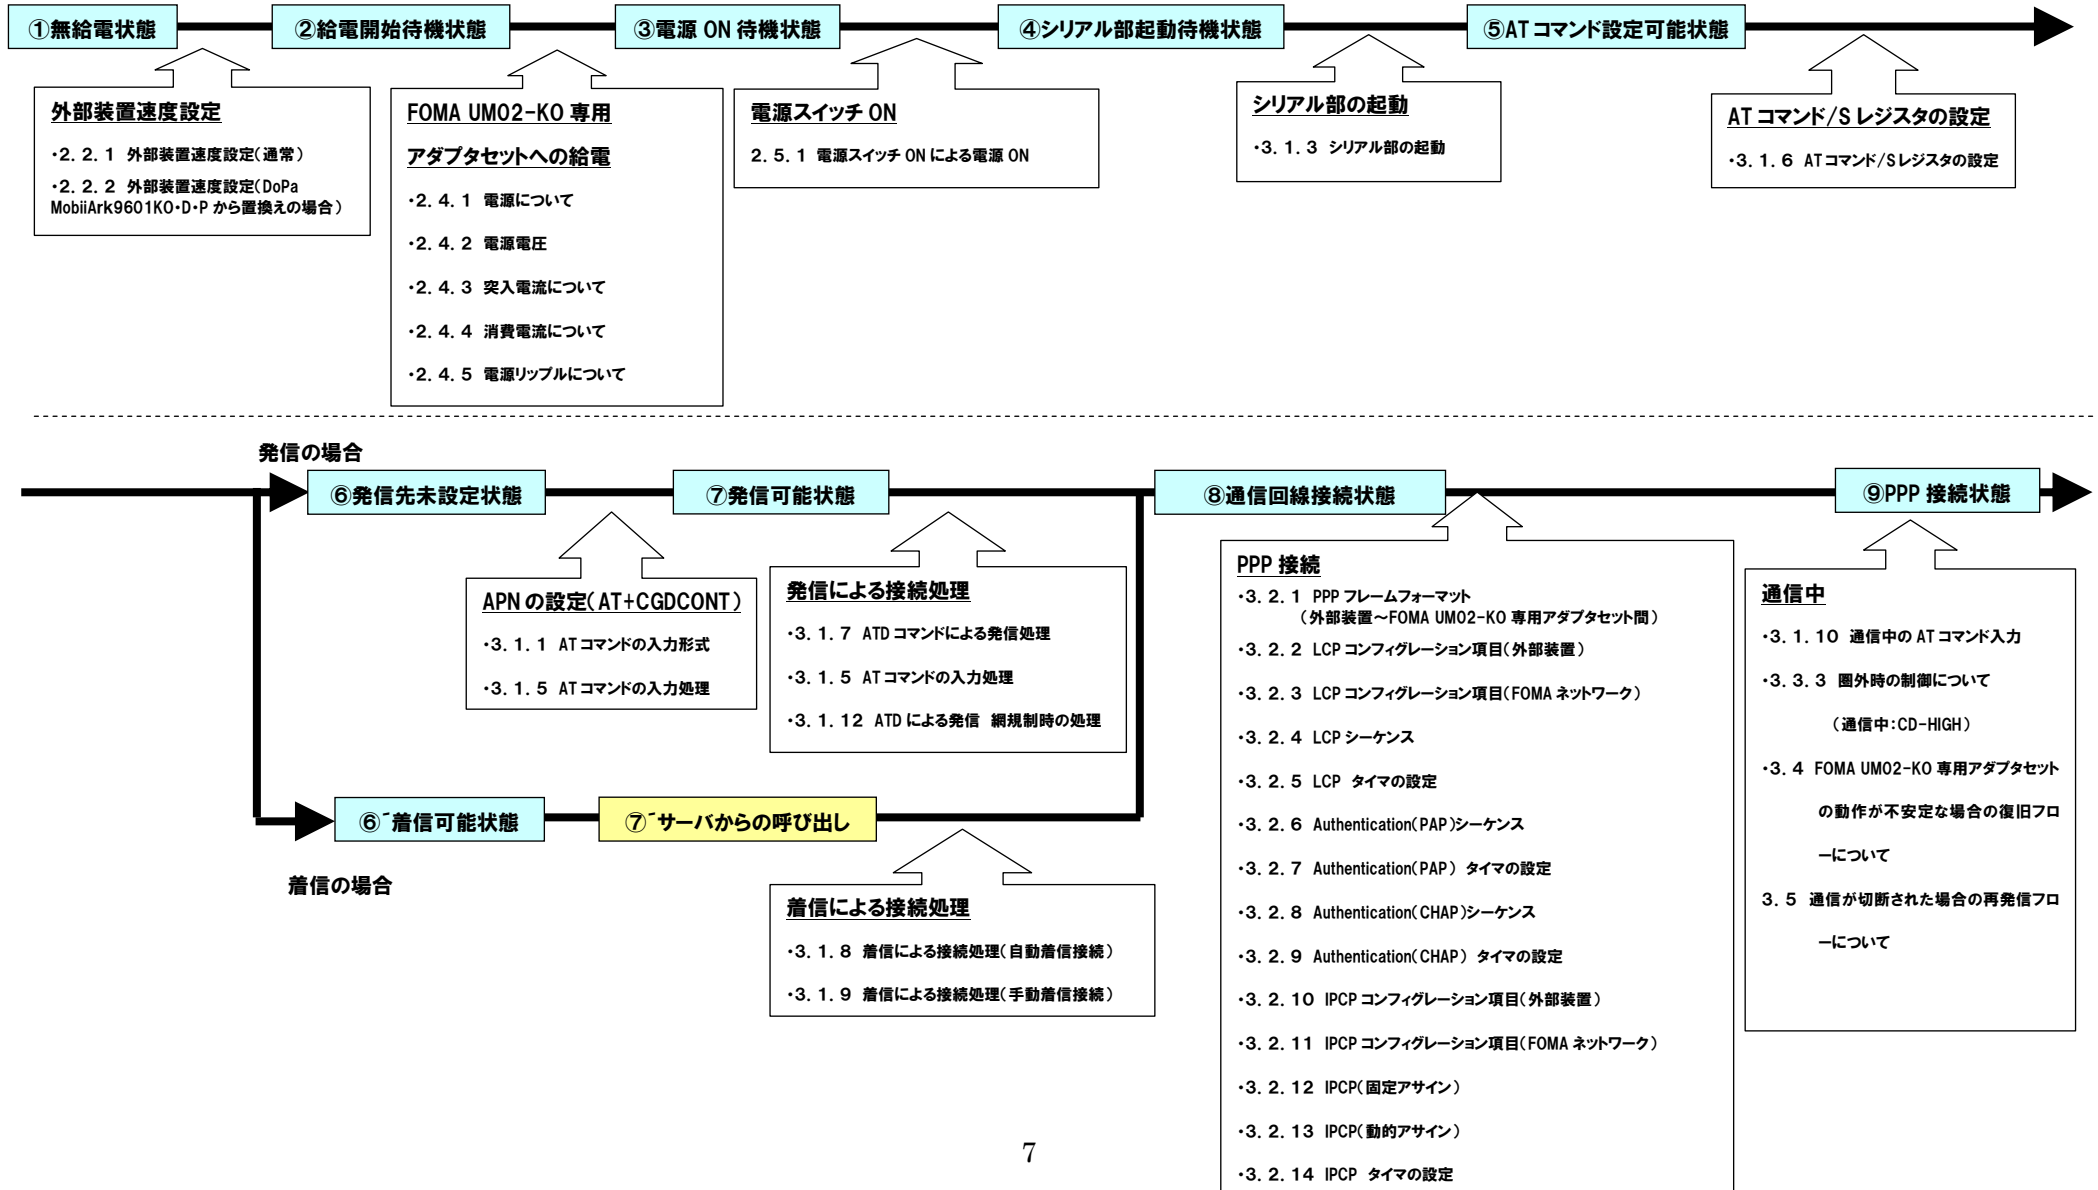 ①無給電状態
②給電開始待機状態
③電源 ON 待機状態
④シリアル部起動待機状態
⑤AT コマンド設定可能状態
外部装置速度設定
・2．2．1 外部装置速度設定（通常）
・2．2．2 外部装置速度設定（DoPa
MobiiArk9601KO・D・P から置換えの場合）
FOMA UM02-KO 専用
アダプタセットへの給電
・2．4．1 電源について
・2．4．2 電源電圧
・2．4．3 突入電流について
・2．4．4 消費電流について
・2．4．5 電源リップルについて
電源スイッチ ON
2．5．1 電源スイッチ ON による電源 ON
シリアル部の起動
・3．1．3 シリアル部の起動
AT コマンド/S レジスタの設定
・3．1．6 AT コマンド/S レジスタの設定
発信の場合
⑥発信先未設定状態
⑦発信可能状態
⑧通信回線接続状態
⑨PPP 接続状態
APN の設定（AT+CGDCONT）
・3．1．1 AT コマンドの入力形式
・3．1．5 AT コマンドの入力処理
発信による接続処理
・3．1．7 ATD コマンドによる発信処理
・3．1．5 AT コマンドの入力処理
・3．1．12 ATD による発信 網規制時の処理
⑥´着信可能状態
⑦´サーバからの呼び出し
着信の場合
着信による接続処理
・3．1．8 着信による接続処理（自動着信接続）
・3．1．9 着信による接続処理（手動着信接続）
PPP 接続
・3．2．1 PPP フレームフォーマット
（外部装置～FOMA UM02-KO 専用アダプタセット間）
・3．2．2 LCP コンフィグレーション項目（外部装置）
・3．2．3 LCP コンフィグレーション項目（FOMA ネットワーク）
・3．2．4 LCP シーケンス
・3．2．5 LCP タイマの設定
・3．2．6 Authentication（PAP）シーケンス
・3．2．7 Authentication（PAP） タイマの設定
・3．2．8 Authentication（CHAP）シーケンス
・3．2．9 Authentication（CHAP） タイマの設定
・3．2．10 IPCP コンフィグレーション項目（外部装置）
・3．2．11 IPCP コンフィグレーション項目（FOMA ネットワーク）
・3．2．12 IPCP（固定アサイン）
・3．2．13 IPCP（動的アサイン）
・3．2．14 IPCP タイマの設定
通信中
・3．1．10 通信中の AT コマンド入力
・3．3．3 圏外時の制御について
（通信中：CD-HIGH）
・3．4 FOMA UM02-KO 専用アダプタセット
の動作が不安定な場合の復旧フロ
ーについて
3．5 通信が切断された場合の再発信フロ
ーについて
7